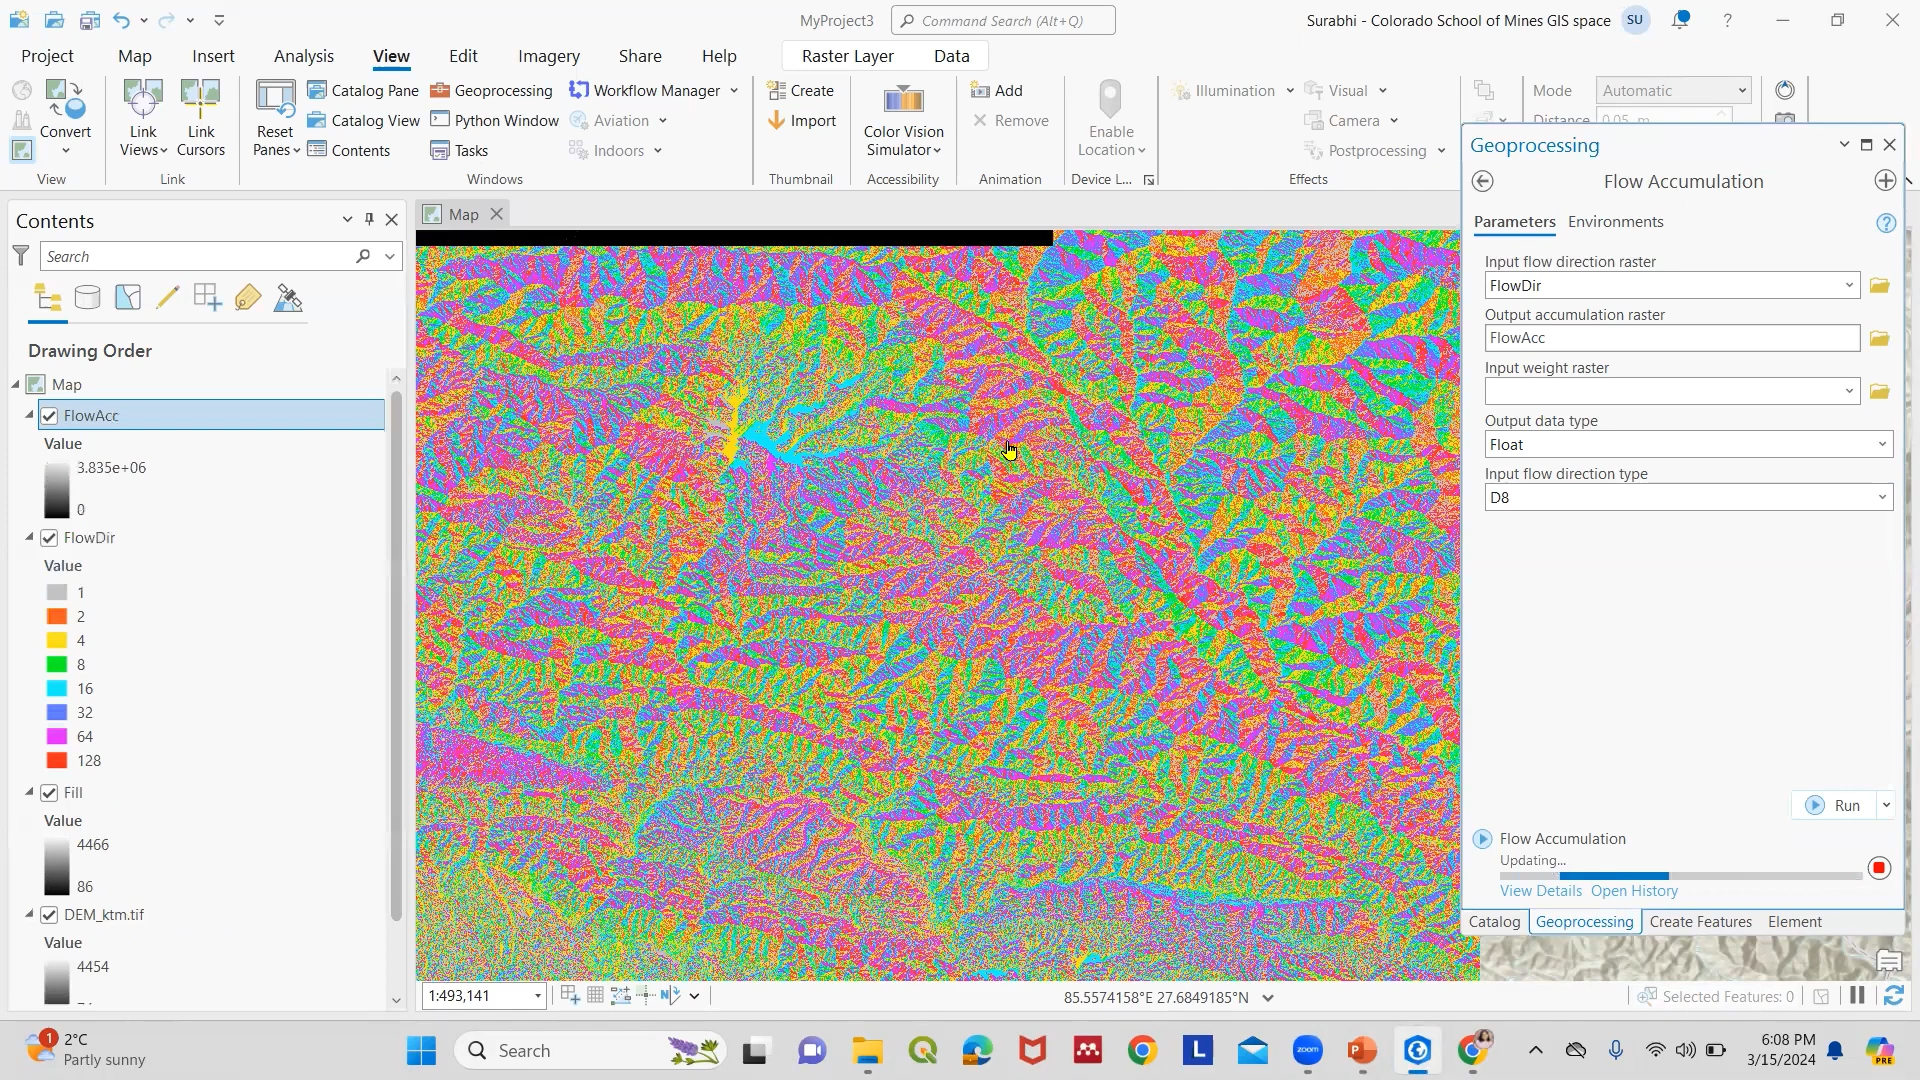 MyProject3
Command Search (Alt+Q)
Surabhi - Colorado School of Mines GIS space
SU
?
Project
Map
Insert
Analysis
View
Edit
Imagery
Share
Help
Raster Layer
Data
Convert
View
Link Views
Link Cursors
Link
Reset Panes
Catalog Pane
Catalog View
Contents
Geoprocessing
Python Window
Tasks
Workflow Manager
Aviation
Indoors
Windows
Create
Import
Thumbnail
Color Vision Simulator
Accessibility
Add
Remove
Animation
Enable Location
Device L...
Illumination
Visual
Camera
Postprocessing
Effects
Mode
Automatic
Distance
0.05 m
Contents
Search
Drawing Order
Map
FlowAcc
Value
3.835e+06
0
FlowDir
Value
1
2
4
8
16
32
64
128
Fill
Value
4466
86
DEM_ktm.tif
Value
4454
Map
1:493,141
85.5574158°E 27.6849185°N
Selected Features: 0
Geoprocessing
Flow Accumulation
Parameters
Environments
?
Input flow direction raster
FlowDir
Output accumulation raster
FlowAcc
Input weight raster
Output data type
Float
Input flow direction type
D8
Run
Flow Accumulation
Updating...
View Details
Open History
Catalog
Geoprocessing
Create Features
Element
1
2°C
Partly sunny
Search
zoom
L
PRE
6:08 PM
3/15/2024